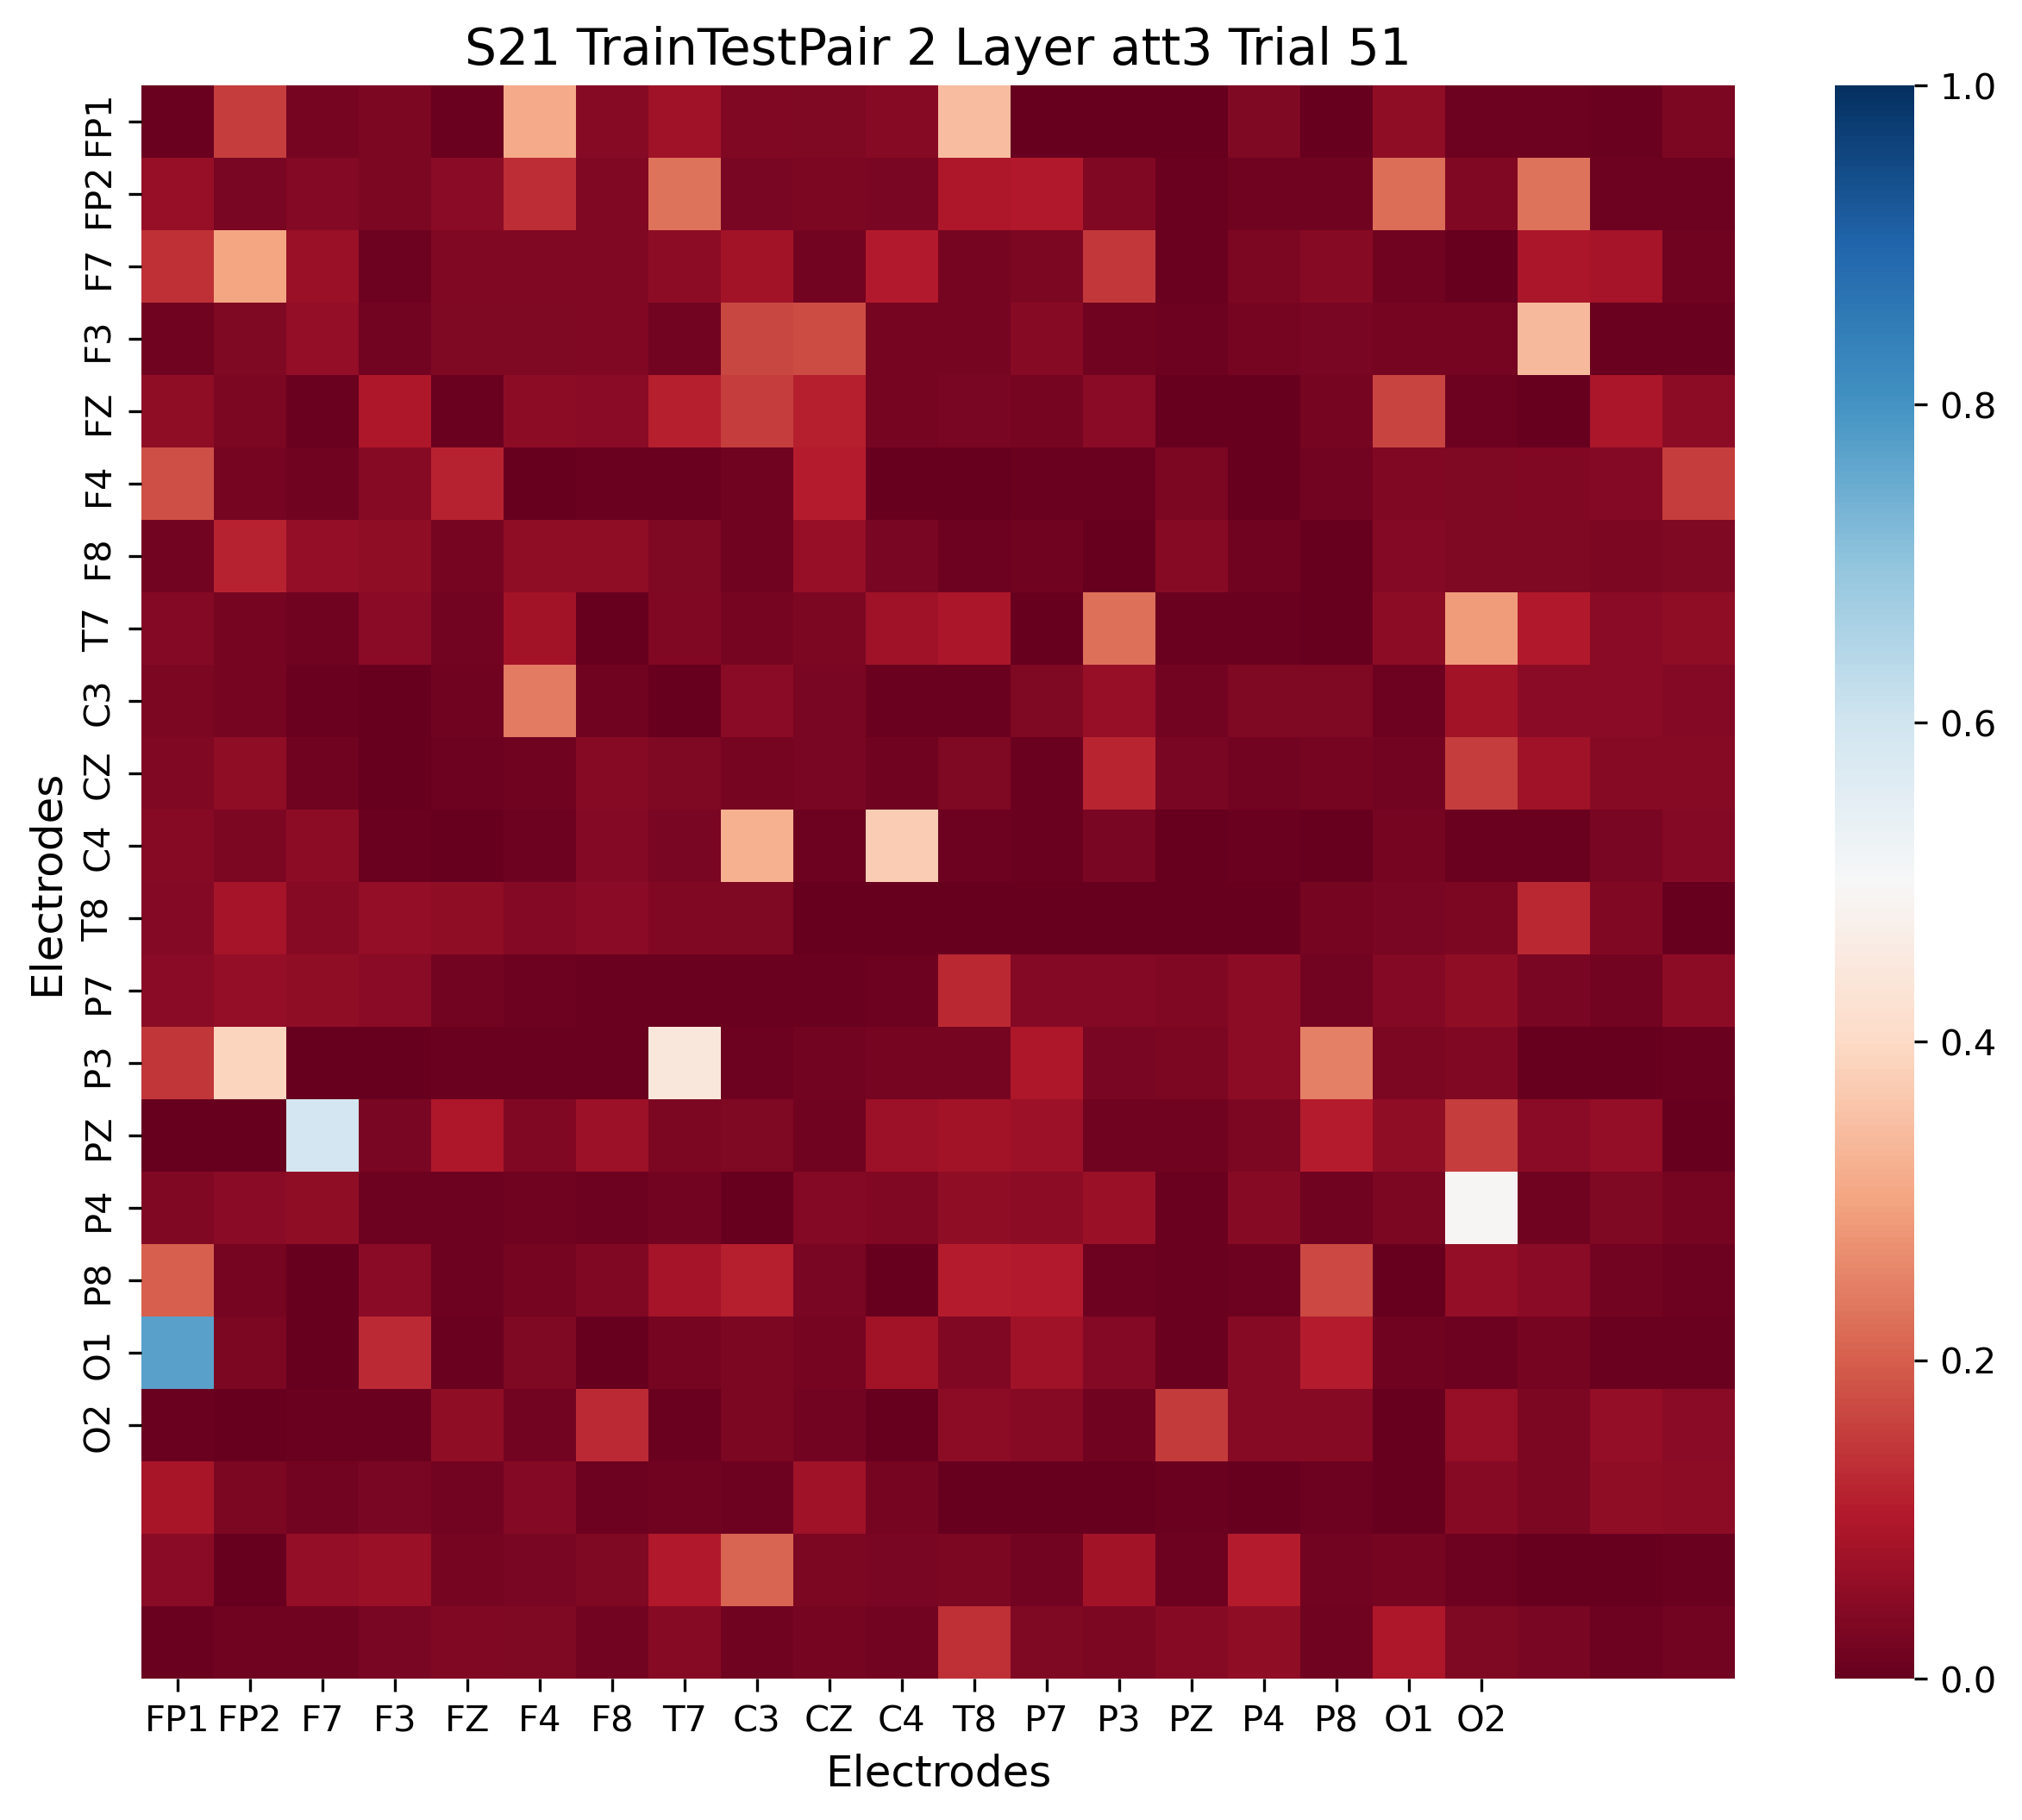 S21 TrainTestPair 2 Layer att3 Trial 51
FP1
FP2
F7
F3
FZ
F4
F8
T7
C3
CZ
C4
T8
P7
P3
PZ
P4
P8
O1
O2
Electrodes
FP1 FP2 F7 F3 FZ F4 F8 T7 C3 CZ C4 T8 P7 P3 PZ P4 P8 O1 O2
Electrodes
1.0
0.8
0.6
0.4
0.2
0.0